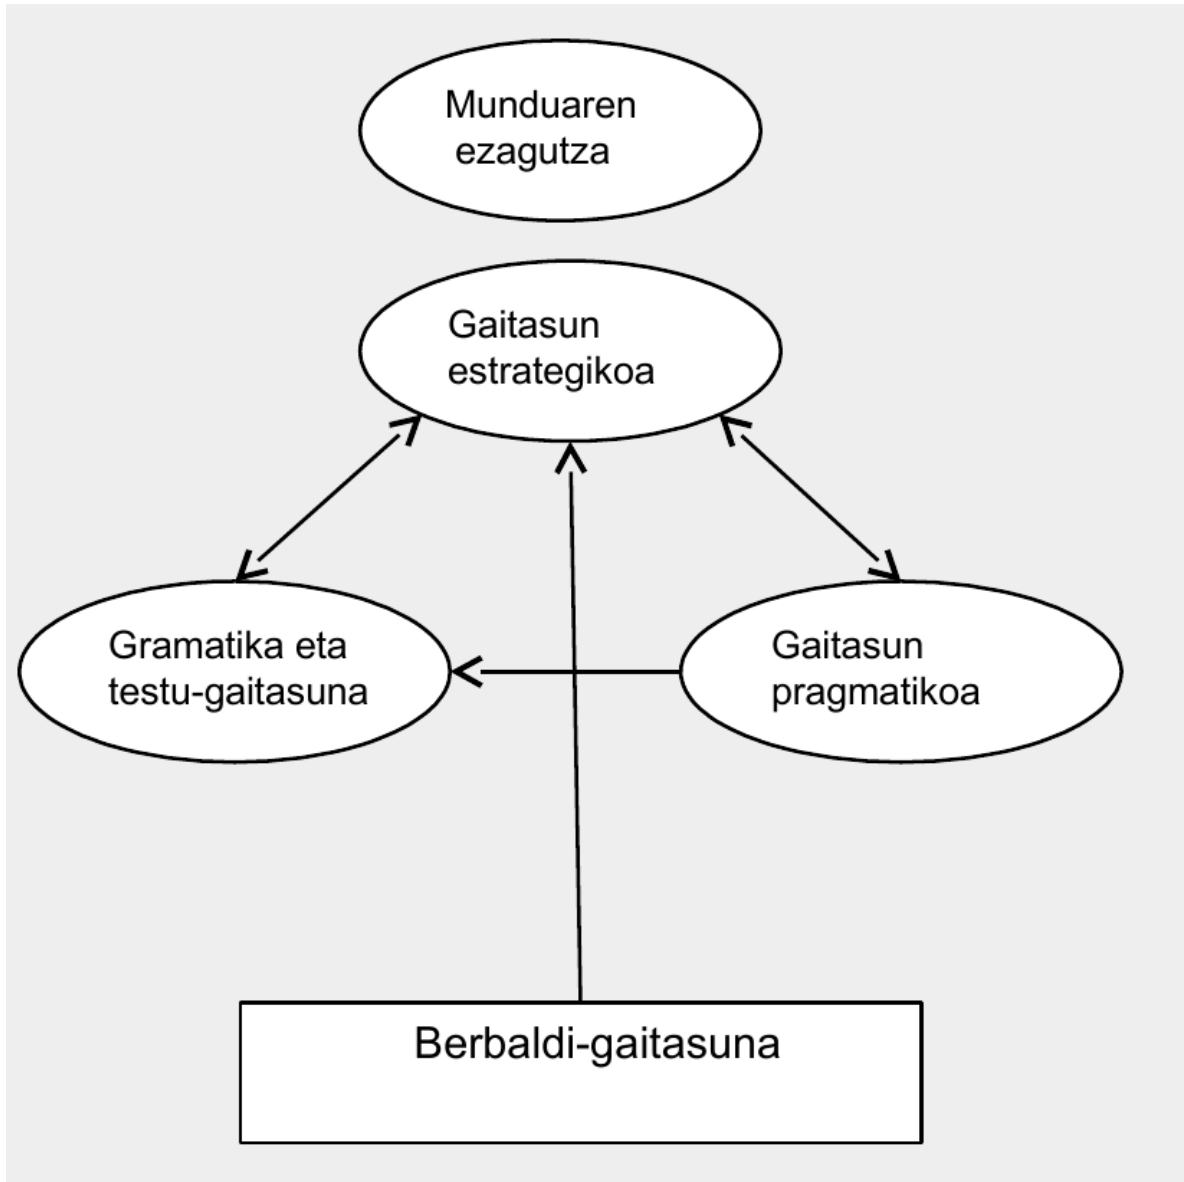 Munduaren
ezagutza
Gaitasun
estrategikoa
Gramatika eta
testu-gaitasuna
Gaitasun
pragmatikoa
Berbaldi-gaitasuna